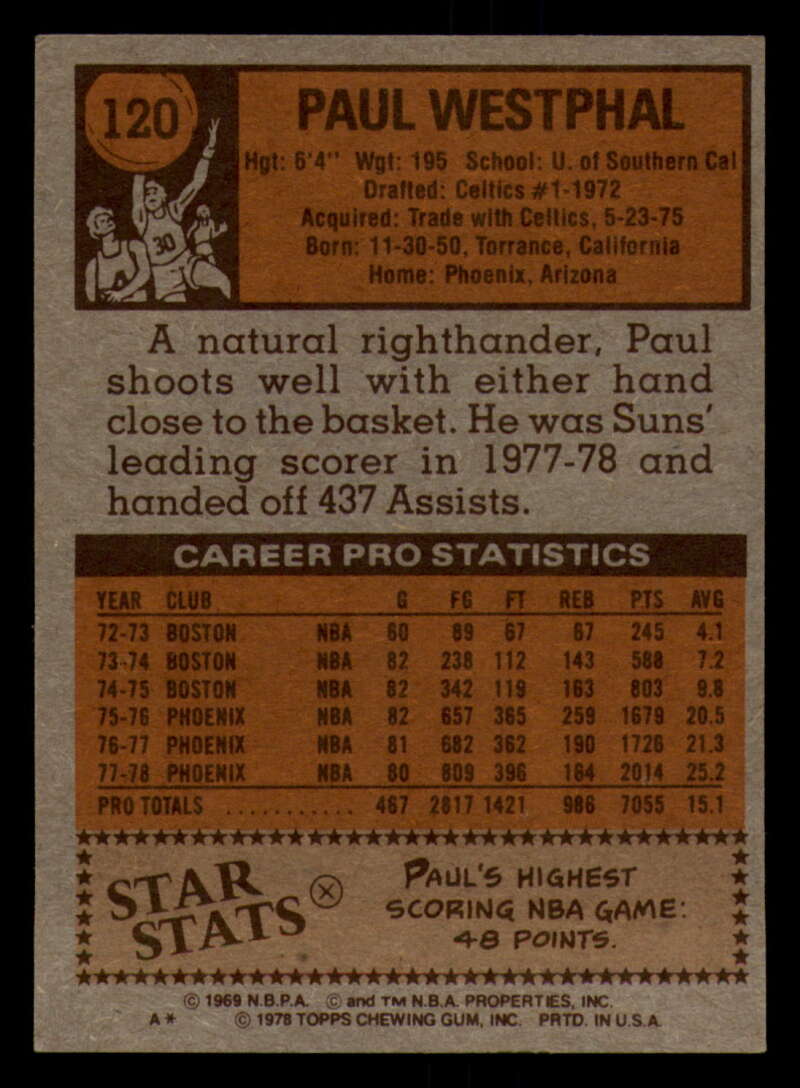 120
PAUL WESTPHAL
Hgt: 6'4" Wgt: 195 School: U. of Southern Cal
Drafted: Celtics #1-1972
Acquired: Trade with Celtics, 5-23-75
Born: 11-30-50, Torrance, California
Home: Phoenix, Arizona
30
A natural righthander, Paul
shoots well with either hand
close to the basket. He was Suns'
leading scorer in 1977-78 and
handed off 437 Assists.
CAREER PRO STATISTICS
YEAR CLUB G FG FT REB PTS AVG
72-73 BOSTON NBA 60 89 67 67 245 4.1
73-74 BOSTON NBA 82 238 112 143 588 7.2
74-75 BOSTON NBA 82 342 119 163 803 9.8
75-76 PHOENIX NBA 82 657 365 259 1679 20.5
76-77 PHOENIX NBA 81 682 362 190 1726 21.3
77-78 PHOENIX NBA 80 809 396 164 2014 25.2
PRO TOTALS ............ 467 2817 1421 986 7055 15.1
STAR
STATS
PAUL'S HIGHEST
SCORING NBA GAME:
48 POINTS.
© 1969 N.B.P.A. © and TM N.B.A. PROPERTIES, INC.
A* © 1978 TOPPS CHEWING GUM, INC. PRTD. IN U.S.A.